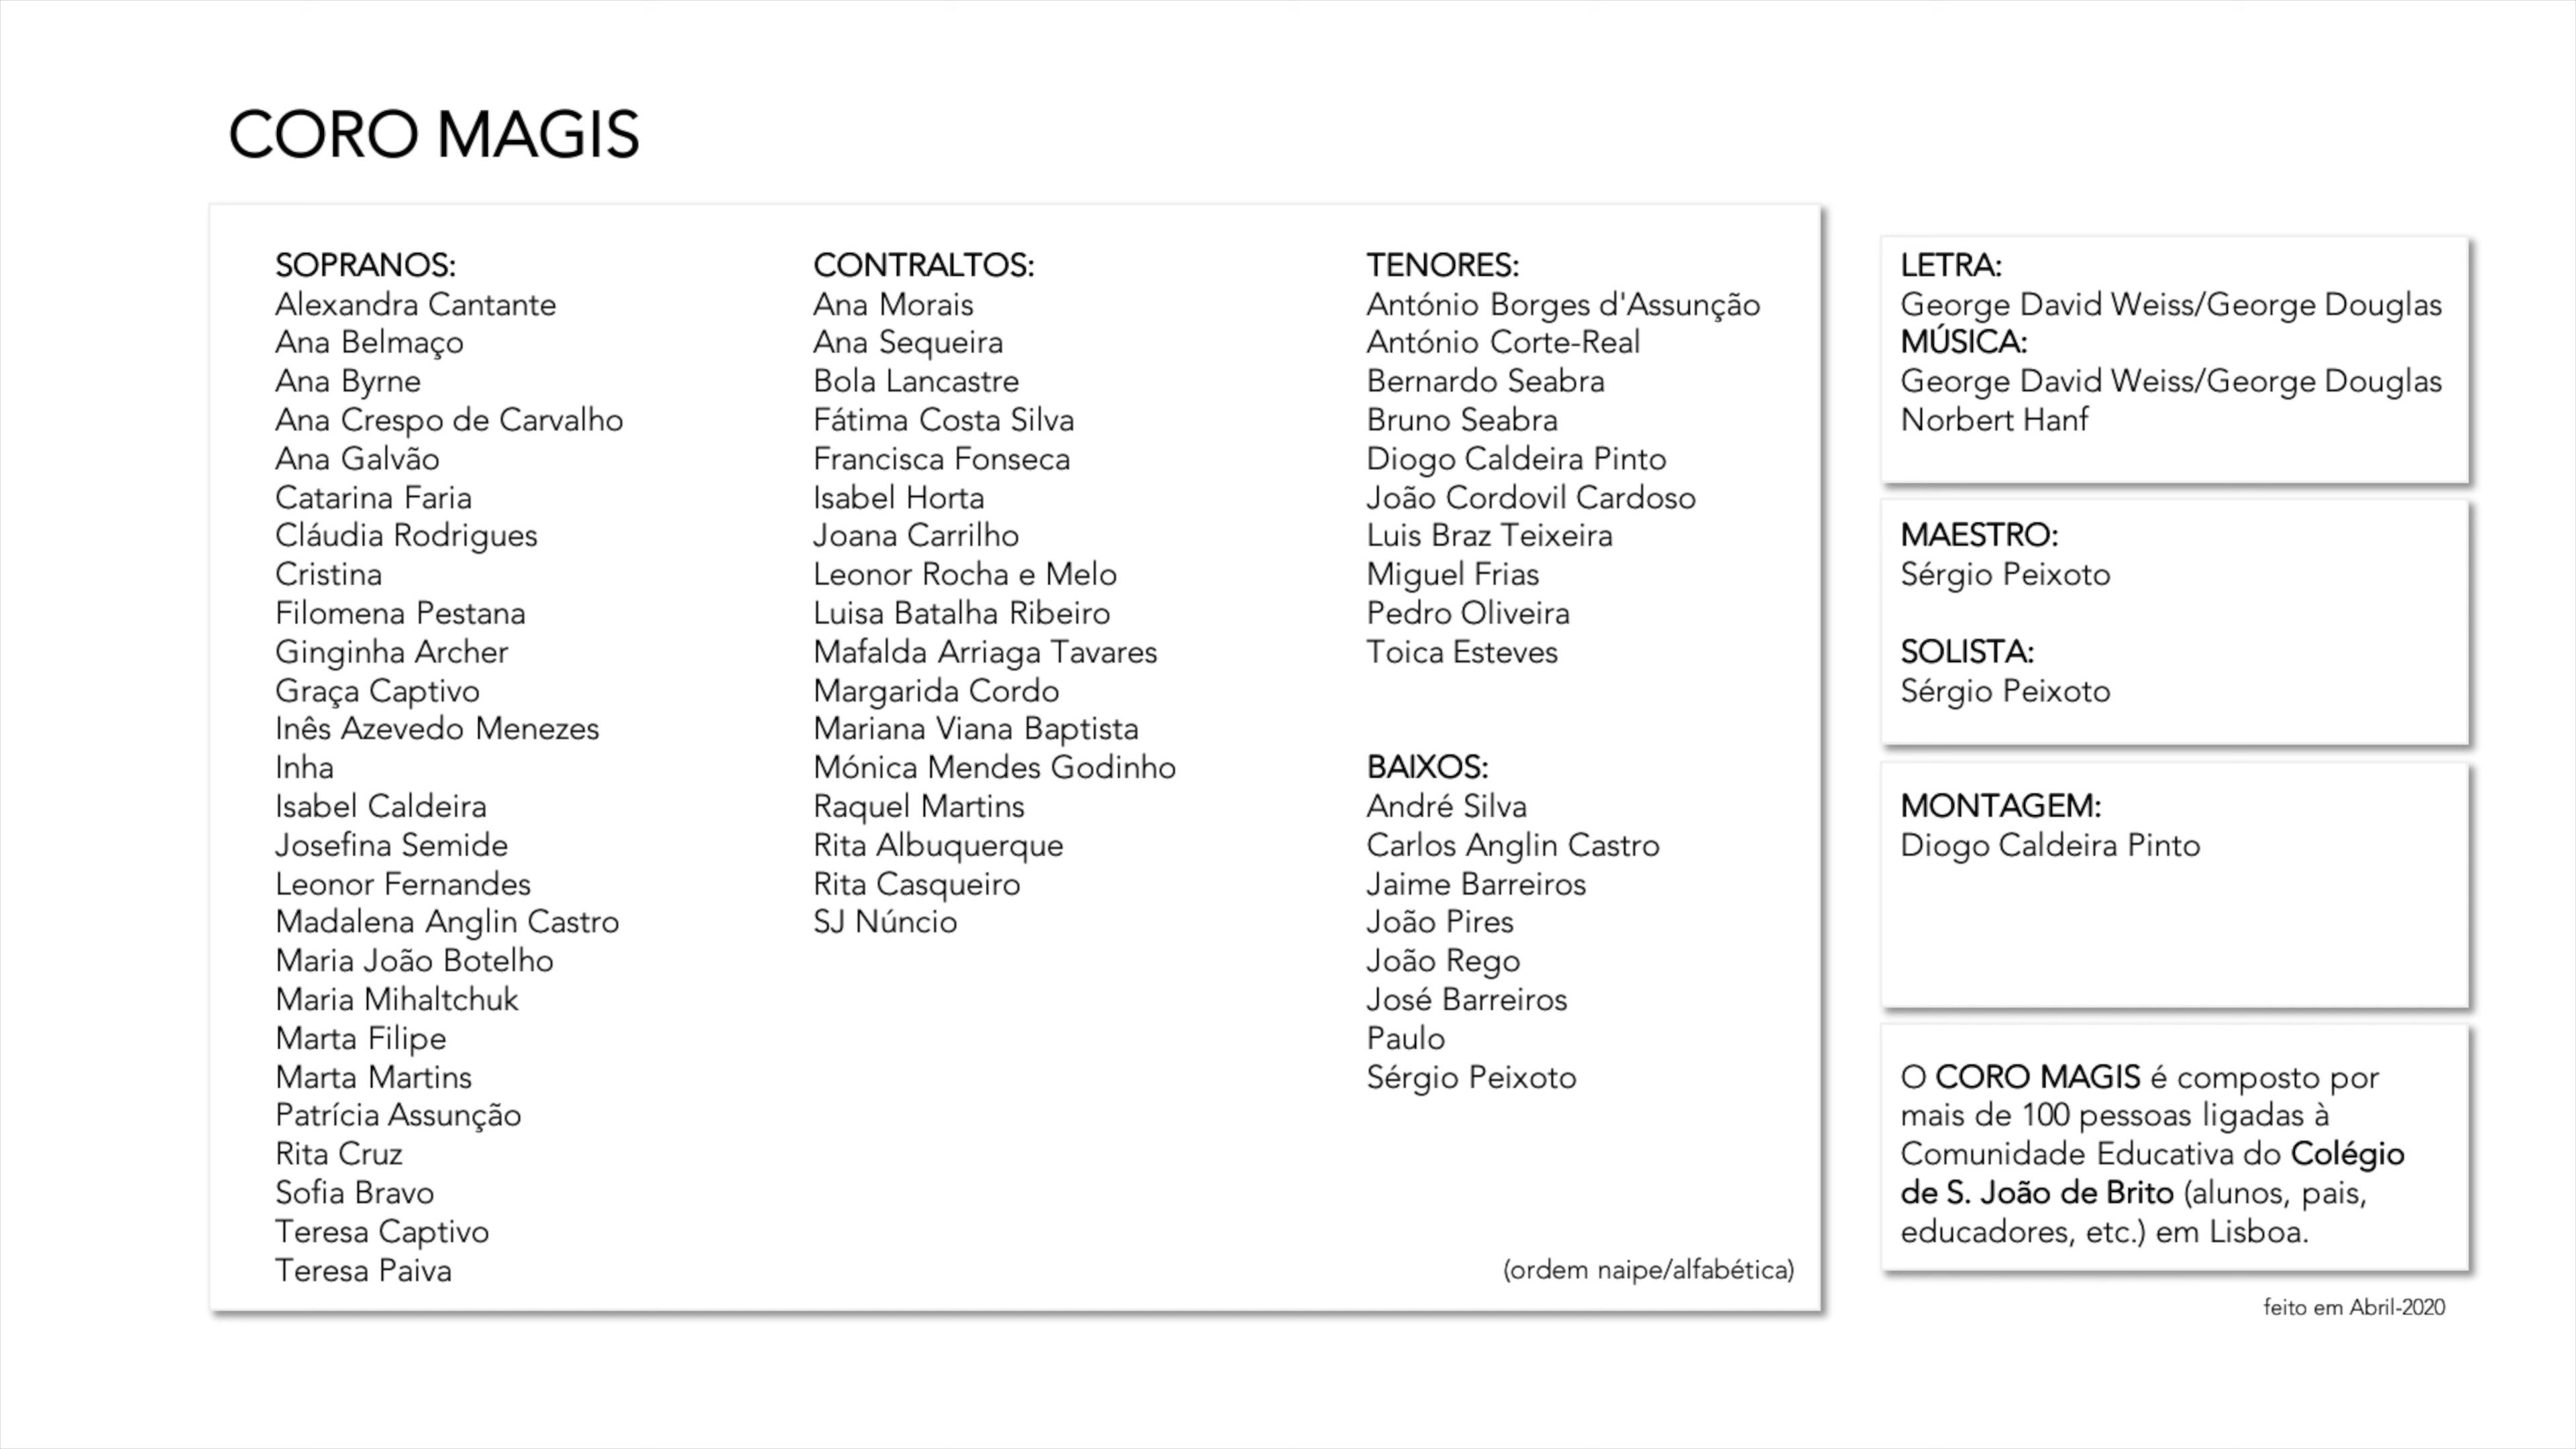 CORO MAGIS
SOPRANOS:
Alexandra Cantante
Ana Belmaço
Ana Byrne
Ana Crespo de Carvalho
Ana Galvão
Catarina Faria
Cláudia Rodrigues
Cristina
Filomena Pestana
Ginginha Archer
Graça Captivo
Inês Azevedo Menezes
Inha
Isabel Caldeira
Josefina Semide
Leonor Fernandes
Madalena Anglin Castro
Maria João Botelho
Maria Mihaltchuk
Marta Filipe
Marta Martins
Patrícia Assunção
Rita Cruz
Sofia Bravo
Teresa Captivo
Teresa Paiva
CONTRALTOS:
Ana Morais
Ana Sequeira
Bola Lancastre
Fátima Costa Silva
Francisca Fonseca
Isabel Horta
Joana Carrilho
Leonor Rocha e Melo
Luisa Batalha Ribeiro
Mafalda Arriaga Tavares
Margarida Cordo
Mariana Viana Baptista
Mónica Mendes Godinho
Raquel Martins
Rita Albuquerque
Rita Casqueiro
SJ Núncio
TENORES:
António Borges d'Assunção
António Corte-Real
Bernardo Seabra
Bruno Seabra
Diogo Caldeira Pinto
João Cordovil Cardoso
Luis Braz Teixeira
Miguel Frias
Pedro Oliveira
Toica Esteves
BAIXOS:
André Silva
Carlos Anglin Castro
Jaime Barreiros
João Pires
João Rego
José Barreiros
Paulo
Sérgio Peixoto
(ordem naipe/alfabética)
LETRA:
George David Weiss/George Douglas
MÚSICA:
George David Weiss/George Douglas
Norbert Hanf
MAESTRO:
Sérgio Peixoto
SOLISTA:
Sérgio Peixoto
MONTAGEM:
Diogo Caldeira Pinto
O CORO MAGIS é composto por
mais de 100 pessoas ligadas à
Comunidade Educativa do Colégio
de S. João de Brito (alunos, pais,
educadores, etc.) em Lisboa.
feito em Abril-2020